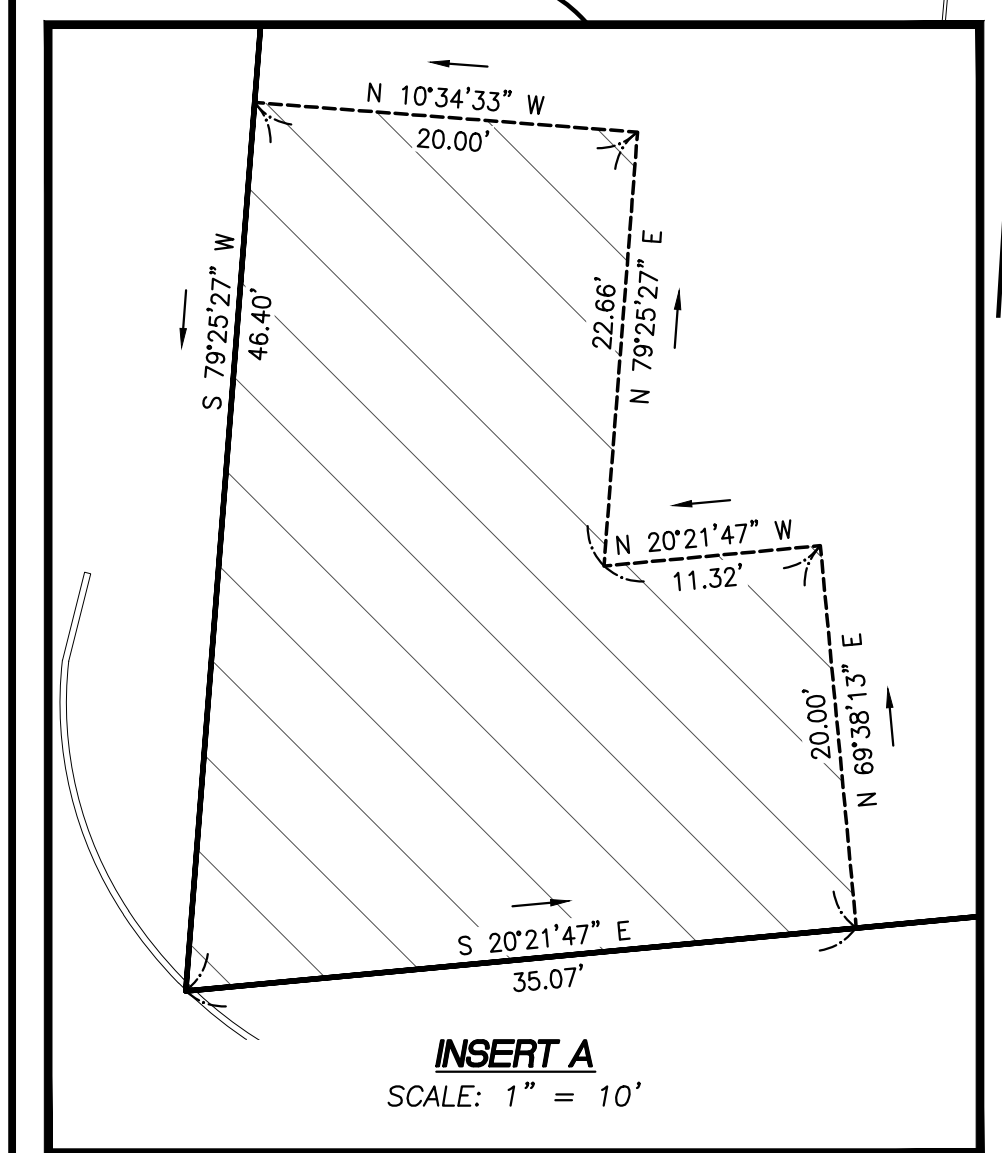 N 10°34'33" W
20.00'
S 79°25'27" W
46.40'
22.66'
N 79°25'27" E
N 20°21'47" W
11.32'
20.00'
N 69°38'13" E
S 20°21'47" E
35.07'
INSERT A
SCALE: 1" = 10'